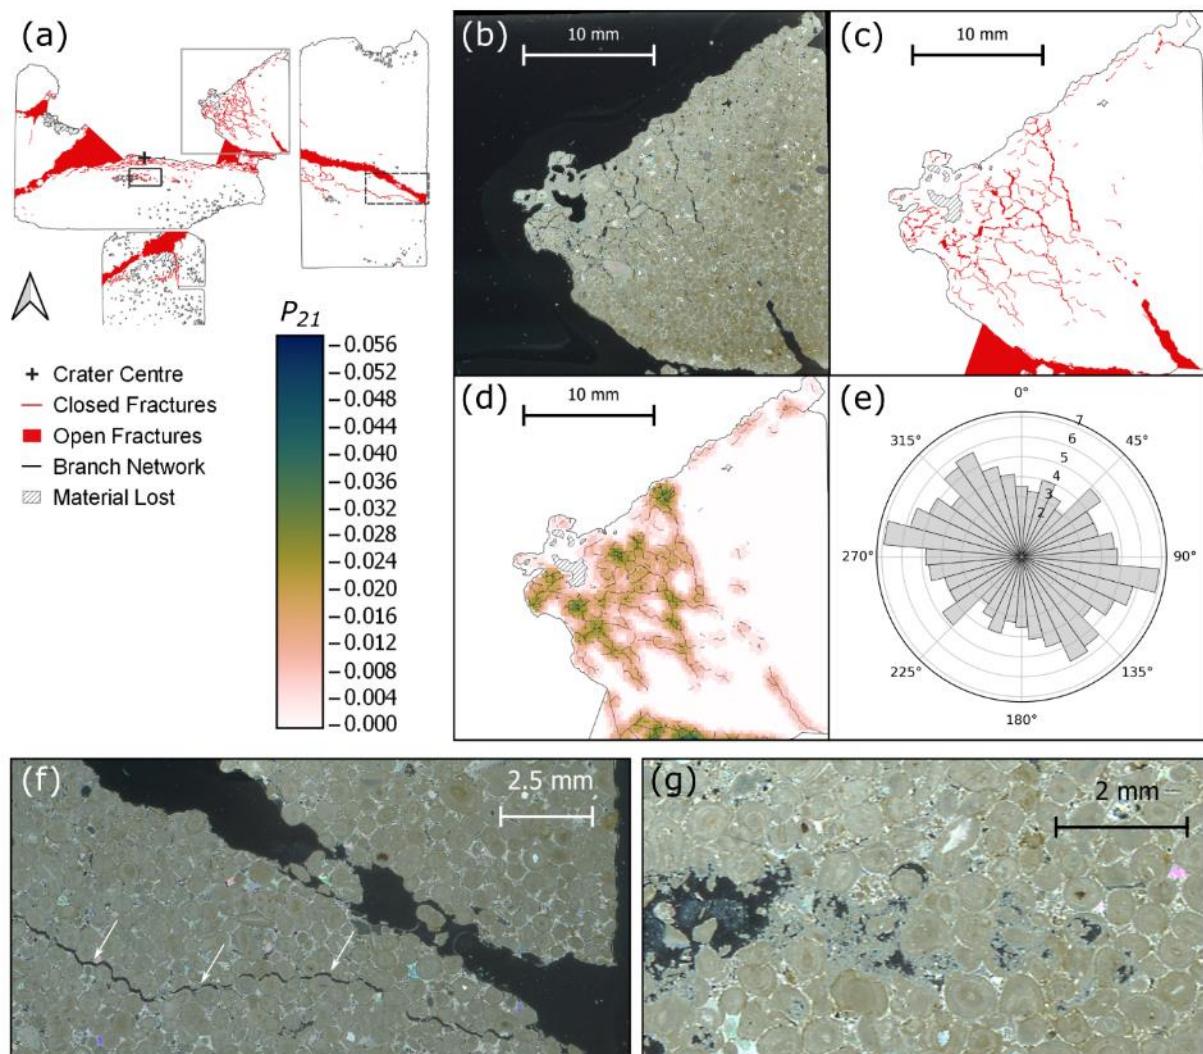 (a)
P21
0.056
0.052
0.048
0.044
0.040
0.036
0.032
0.028
0.024
0.020
0.016
0.012
0.008
0.004
0.000
Crater Centre
Closed Fractures
Open Fractures
Branch Network
Material Lost
(b)
10 mm
(c)
10 mm
(d)
10 mm
(e)
0°
45°
90°
135°
180°
225°
270°
315°
7
6
5
4
3
2
(f)
2.5 mm
(g)
2 mm